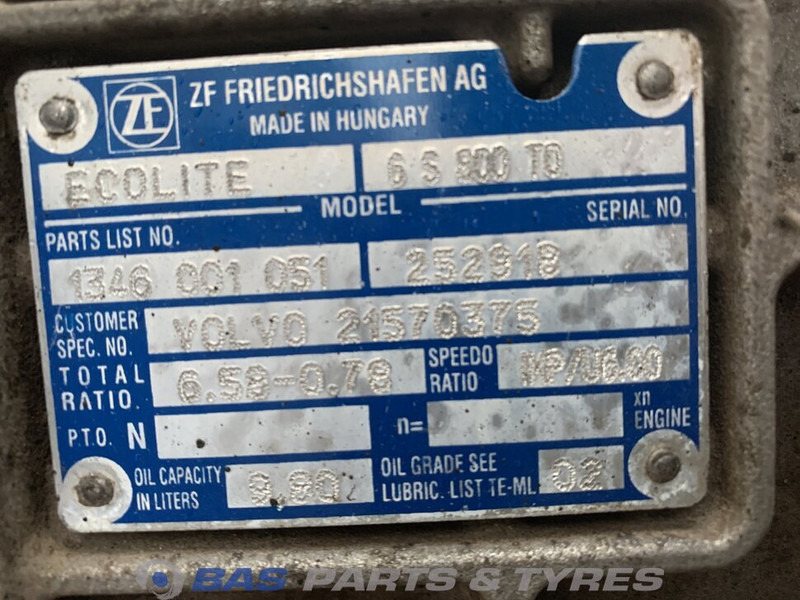 ZF ZF FRIEDRICHSHAFEN AG
MADE IN HUNGARY
ECOLITE 6 S 800 TO
MODEL
PARTS LIST NO. SERIAL NO.
1346 001 051 252918
CUSTOMER SPEC. NO. VOLVO 21570375
TOTAL RATIO. 6.58-0.78 SPEEDO RATIO
P.T.O. N n= xn ENGINE
OIL CAPACITY IN LITERS OIL GRADE SEE LUBRIC. LIST TE-ML 02
BAS PARTS & TYRES